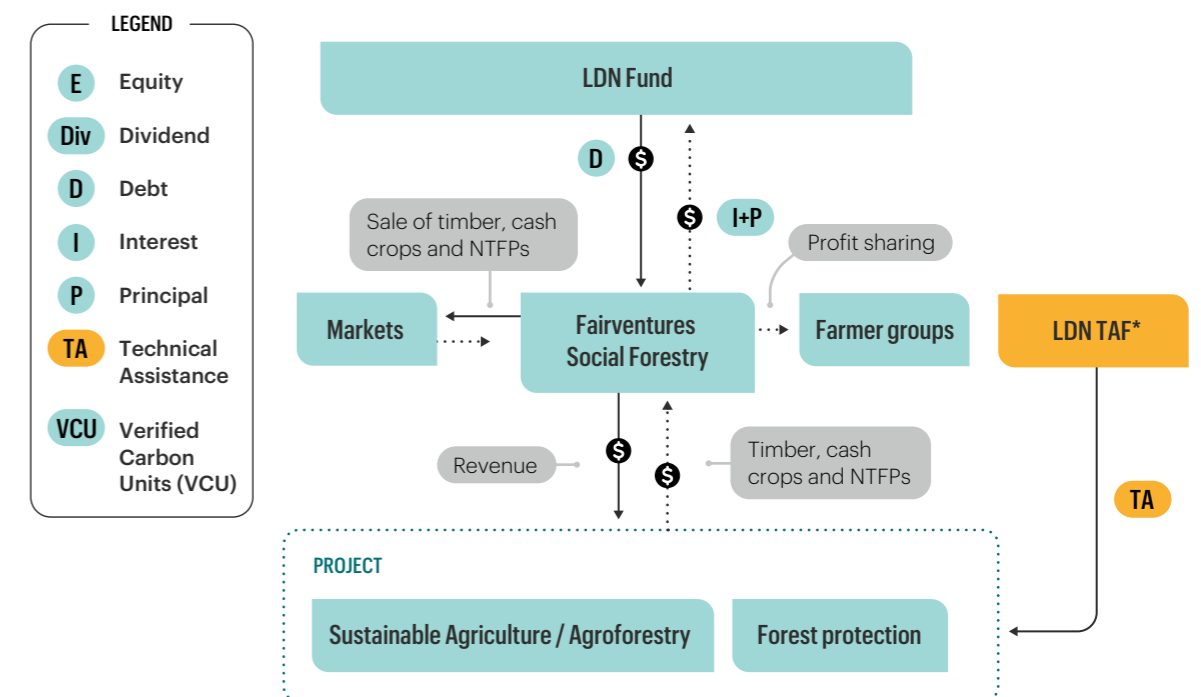 LEGEND
E Equity
Div Dividend
D Debt
I Interest
P Principal
TA Technical
Assistance
VCU Verified
Carbon
Units (VCU)
LDN Fund
D $
$ I+P
Sale of timber, cash
crops and NTFPs
Profit sharing
Markets
Fairventures
Social Forestry
Farmer groups
LDN TAF*
Revenue
$
$
Timber, cash
crops and NTFPs
TA
PROJECT
Sustainable Agriculture / Agroforestry
Forest protection